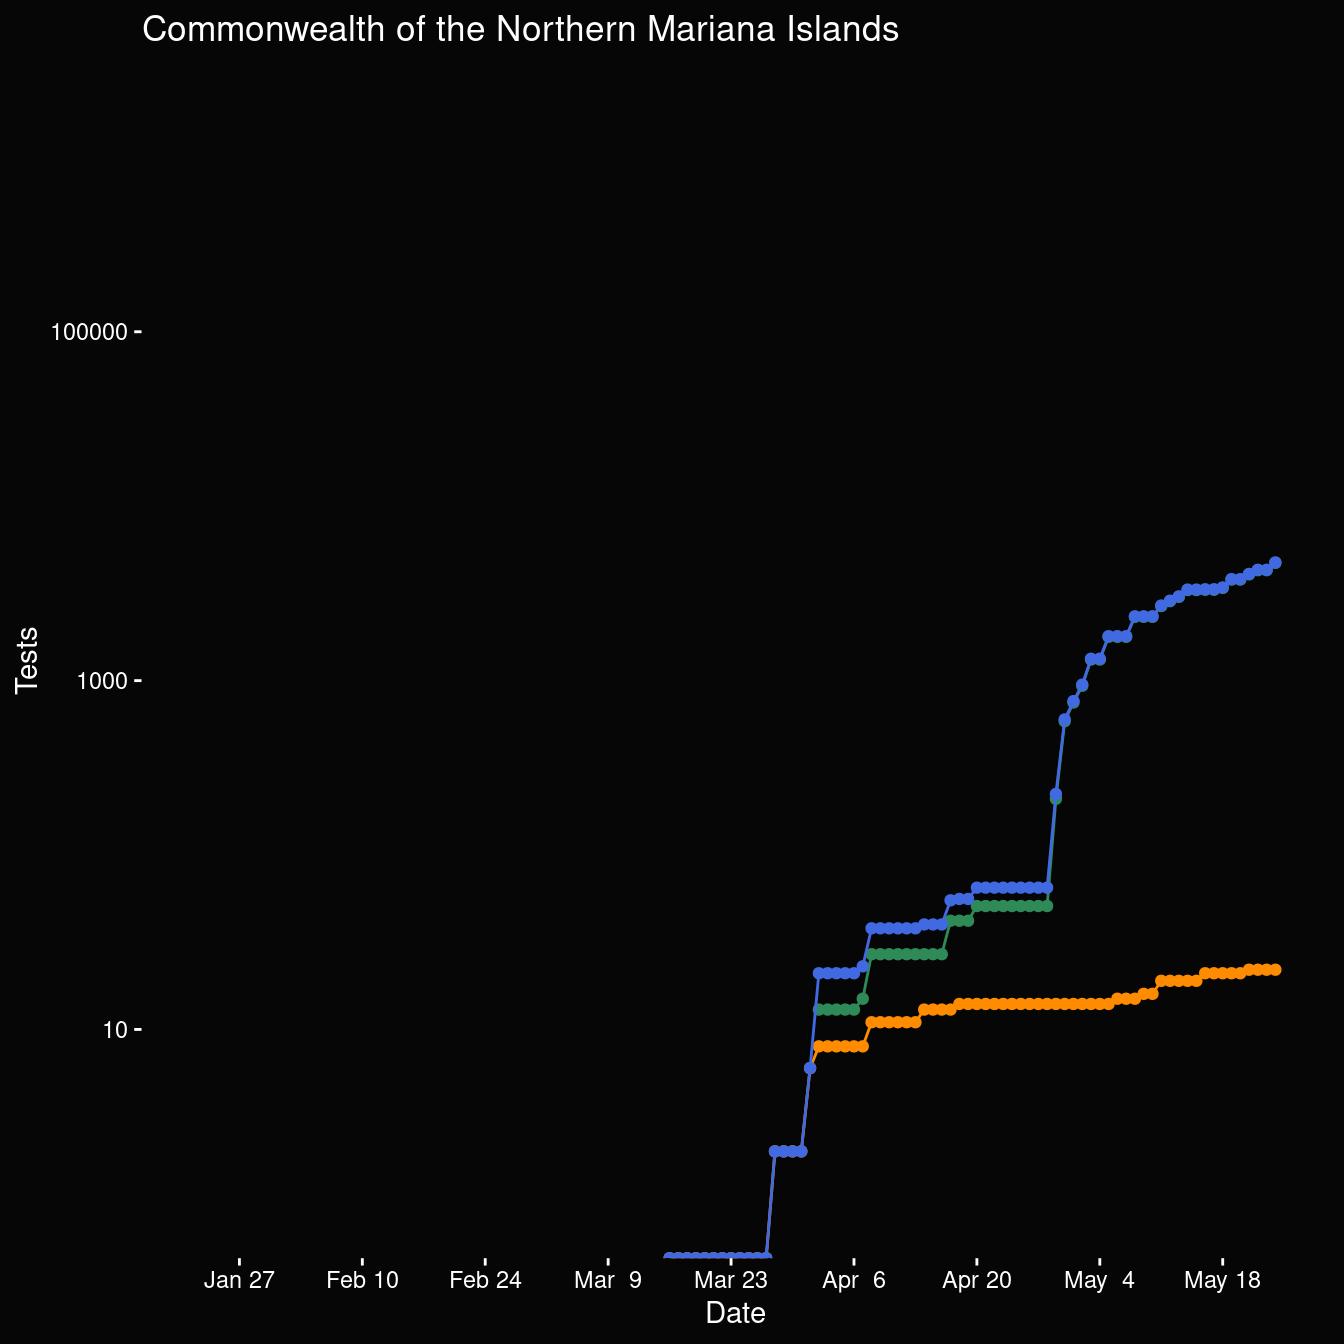 Commonwealth of the Northern Mariana Islands
100000
1000
10
Tests
Jan 27 Feb 10 Feb 24 Mar  9 Mar 23 Apr  6 Apr 20 May  4 May 18
Date